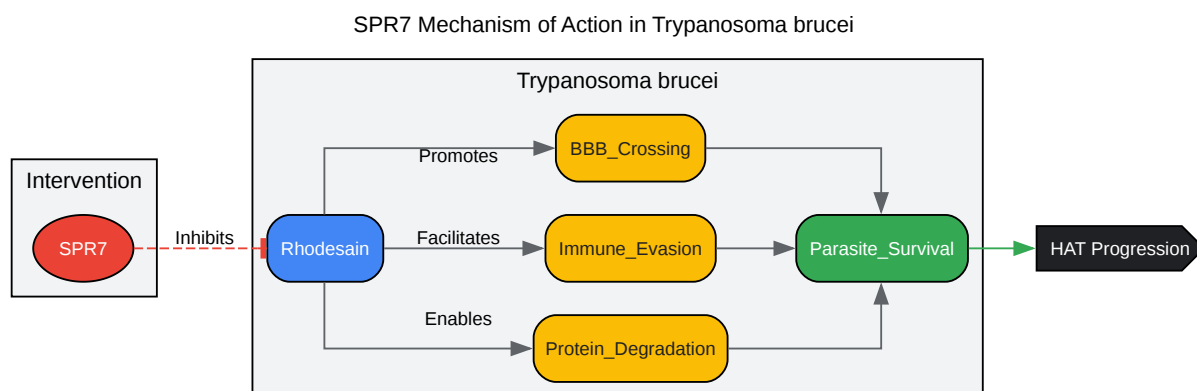 SPR7 Mechanism of Action in Trypanosoma brucei
Trypanosoma brucei
Promotes
BBB_Crossing
Intervention
SPR7
Inhibits
Rhodesain
Facilitates
Immune_Evasion
Parasite_Survival
HAT Progression
Enables
Protein_Degradation